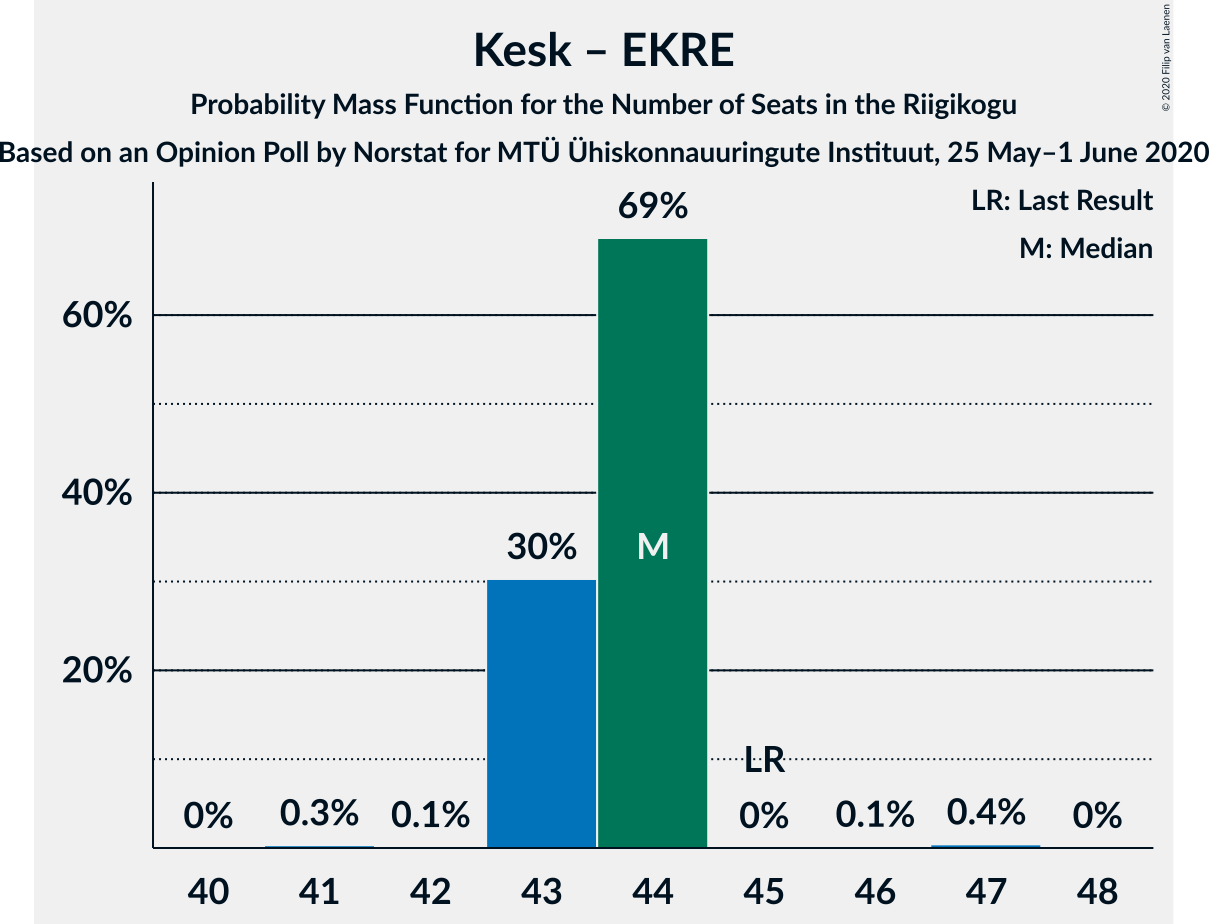 Kesk – EKRE
Probability Mass Function for the Number of Seats in the Riigikogu
Based on an Opinion Poll by Norstat for MTÜ Ühiskonnauuringute Instituut, 25 May–1 June 2020
© 2020 Filip van Laenen
LR: Last Result
M: Median
69%
60%
40%
30%
M
20%
LR
0% 0.3% 0.1% 0% 0.1% 0.4% 0%
40 41 42 43 44 45 46 47 48